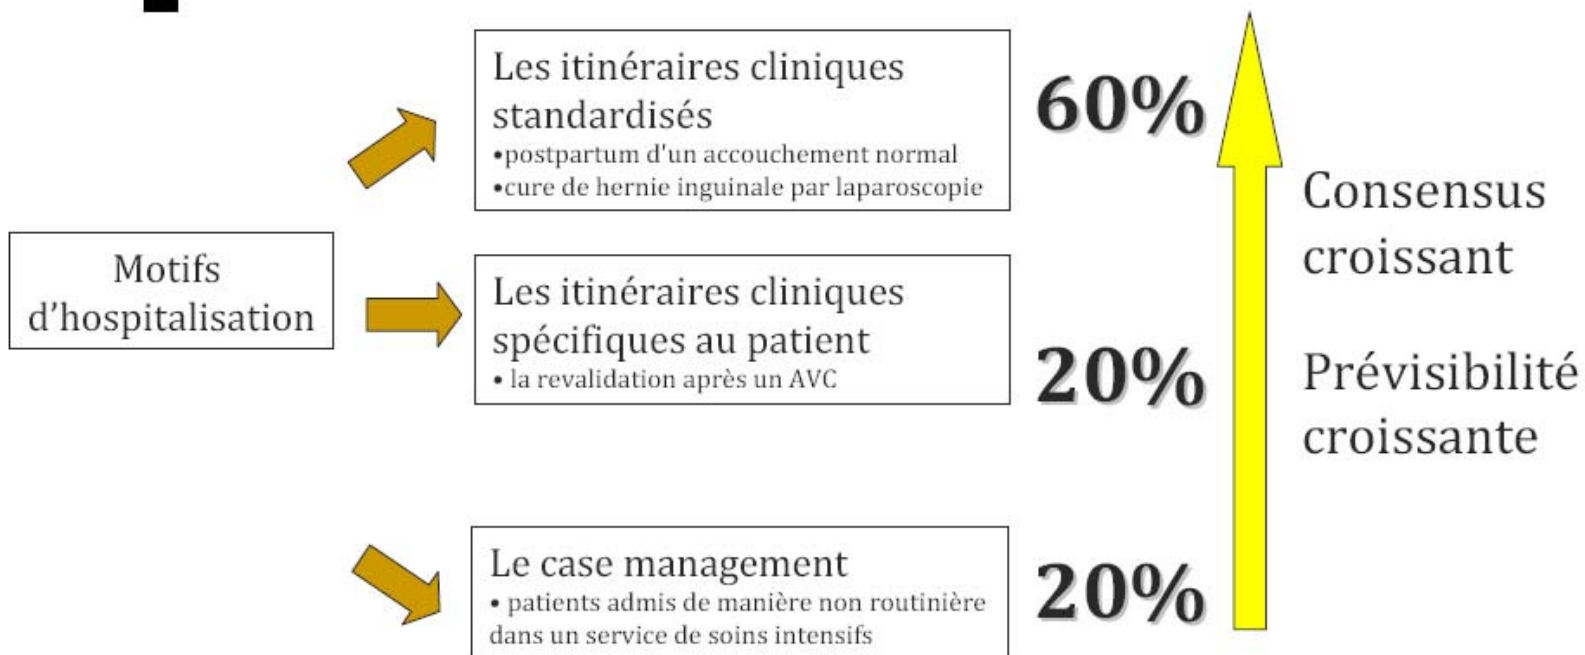 Les itinéraires cliniques
standardisés
•postpartum d'un accouchement normal
•cure de hernie inguinale par laparoscopie
60%
Motifs
d’hospitalisation
Les itinéraires cliniques
spécifiques au patient
• la revalidation après un AVC
20%
Le case management
• patients admis de manière non routinière
dans un service de soins intensifs
20%
Consensus
croissant
Prévisibilité
croissante